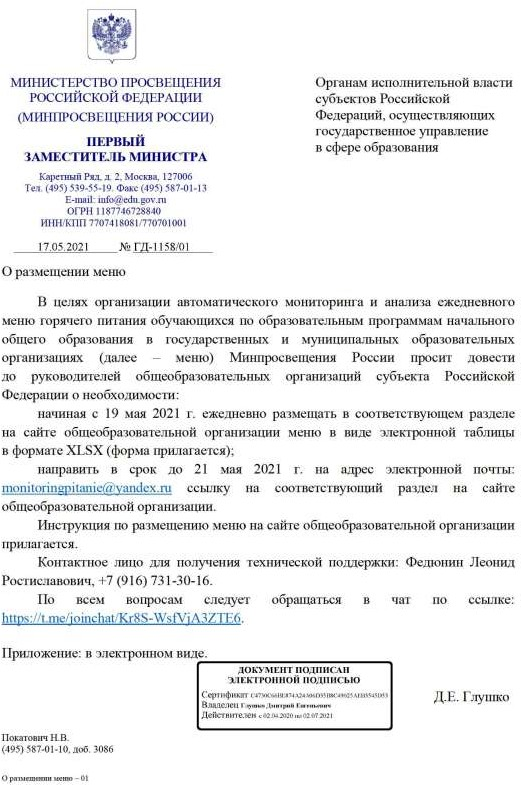 МИНИСТЕРСТВО ПРОСВЕЩЕНИЯ
РОССИЙСКОЙ ФЕДЕРАЦИИ
(МИНПРОСВЕЩЕНИЯ РОССИИ)
ПЕРВЫЙ
ЗАМЕСТИТЕЛЬ МИНИСТРА
Каретный Ряд, д. 2, Москва, 127006
Тел. (495) 539-55-19. Факс (495) 587-01-13
E-mail: info@edu.gov.ru
ОГРН 1187746728840
ИНН/КПП 7707418081/770701001
17.05.2021 № ГД-1158/01
Органам исполнительной власти
субъектов Российской
Федераций, осуществляющих
государственное управление
в сфере образования
О размещении меню
В целях организации автоматического мониторинга и анализа ежедневного
меню горячего питания обучающихся по образовательным программам начального
общего образования в государственных и муниципальных образовательных
организациях (далее – меню) Минпросвещения России просит довести
до руководителей общеобразовательных организаций субъекта Российской
Федерации о необходимости:
начиная с 19 мая 2021 г. ежедневно размещать в соответствующем разделе
на сайте общеобразовательной организации меню в виде электронной таблицы
в формате XLSX (форма прилагается);
направить в срок до 21 мая 2021 г. на адрес электронной почты:
monitoringpitanie@yandex.ru ссылку на соответствующий раздел на сайте
общеобразовательной организации.
Инструкция по размещению меню на сайте общеобразовательной организации
прилагается.
Контактное лицо для получения технической поддержки: Федюнин Леонид
Ростиславович, +7 (916) 731-30-16.
По всем вопросам следует обращаться в чат по ссылке:
https://t.me/joinchat/Kr8S-WsfVjA3ZTE6.
Приложение: в электронном виде.
ДОКУМЕНТ ПОДПИСАН
ЭЛЕКТРОННОЙ ПОДПИСЬЮ
Сертификат
Владелец Глушко Дмитрий Евгеньевич
Действителен с 02.04.2020 по 02.07.2021
Д.Е. Глушко
Покатович Н.В.
(495) 587-01-10, доб. 3086
О размещении меню – 01